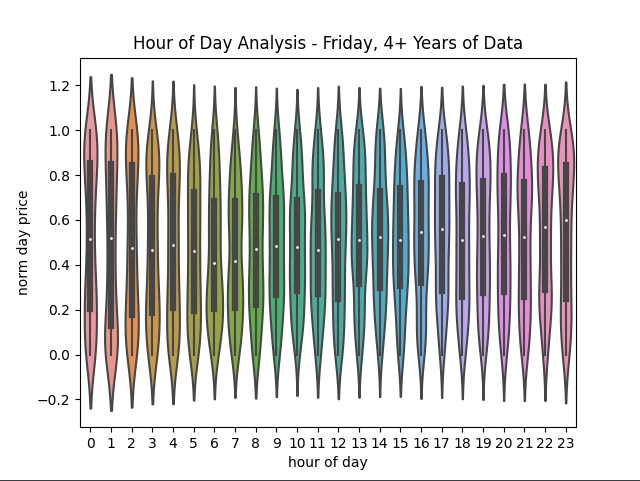 Hour of Day Analysis - Friday, 4+ Years of Data
1.2
1.0
0.8
0.6
0.4
0.2
0.0
−0.2
norm day price
0 1 2 3 4 5 6 7 8 9 10 11 12 13 14 15 16 17 18 19 20 21 22 23
hour of day